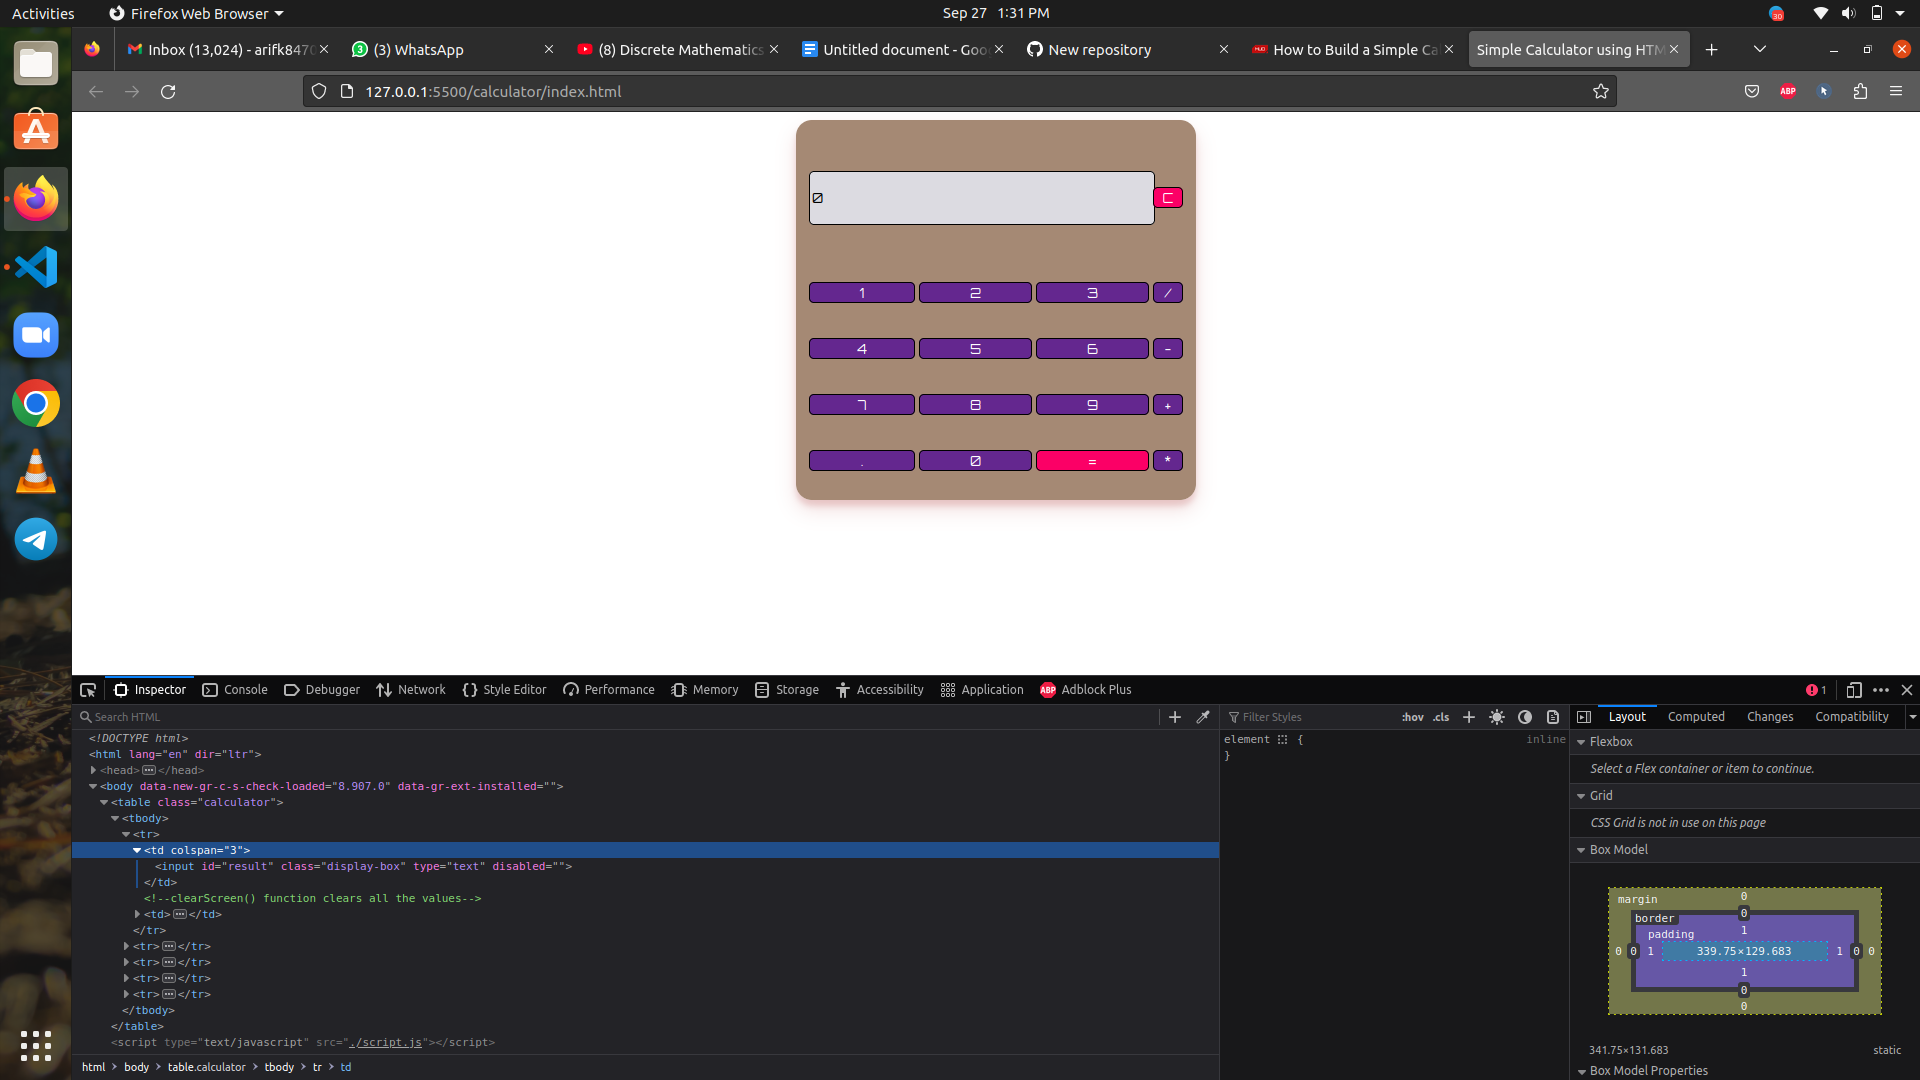 Activities
Firefox Web Browser
Sep 27 1:31 PM
Inbox (13,024) - arifk8470
(3) WhatsApp
(8) Discrete Mathematics
Untitled document - Goo
New repository
How to Build a Simple Ca
Simple Calculator using HTM
127.0.0.1:5500/calculator/index.html
ABP
0
C
1 2 3 /
4 5 6 -
7 8 9 +
. 0 = *
Inspector
Console
Debugger
Network
Style Editor
Performance
Memory
Storage
Accessibility
Application
ABP Adblock Plus
1
Search HTML
Filter Styles
:hov .cls
Layout
Computed
Changes
Compatibility
<!DOCTYPE html>
<html lang="en" dir="ltr">
<head></head>
<body data-new-gr-c-s-check-loaded="8.907.0" data-gr-ext-installed="">
<table class="calculator">
<tbody>
<tr>
<td colspan="3">
<input id="result" class="display-box" type="text" disabled="">
</td>
<!--clearScreen() function clears all the values-->
<td></td>
</tr>
<tr></tr>
<tr></tr>
<tr></tr>
<tr></tr>
</tbody>
</table>
<script type="text/javascript" src="./script.js"></script>
html > body > table.calculator > tbody > tr > td
element {
inline
}
Flexbox
Select a Flex container or item to continue.
Grid
CSS Grid is not in use on this page
Box Model
margin 0
border 0
padding 1
0 0 1 339.75×129.683 1 0 0
1
0
0
341.75×131.683
static
Box Model Properties